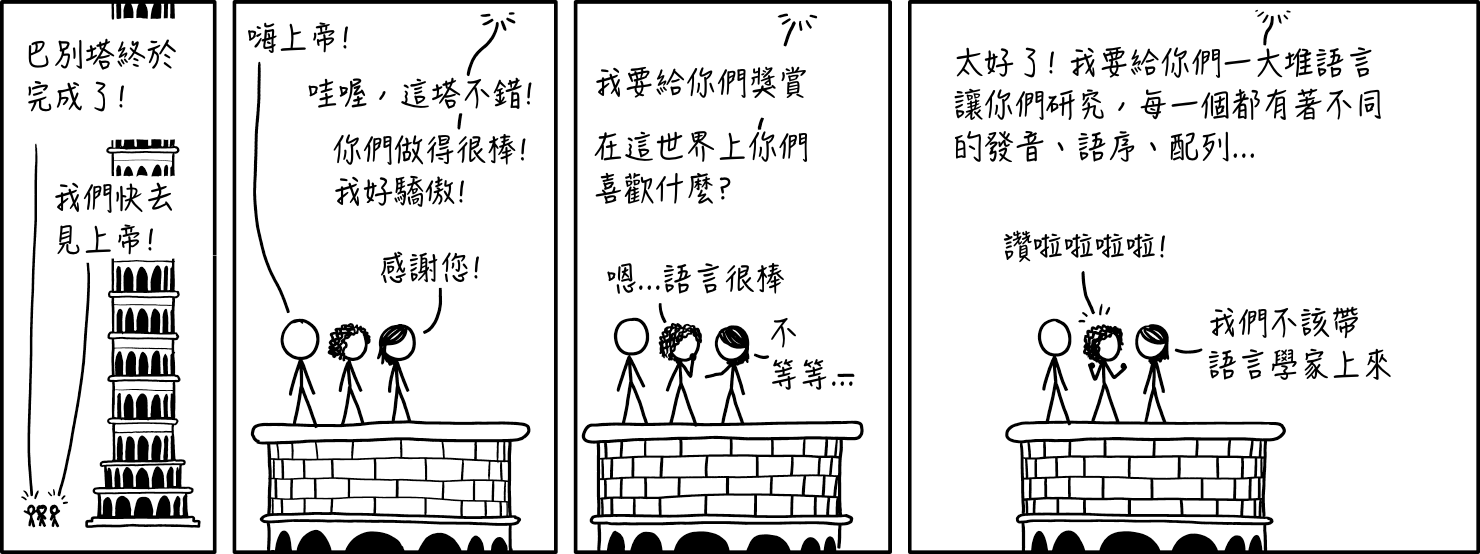 巴別塔終於
完成了!
我們快去
見上帝!
嗨上帝!
哇喔，這塔不錯!
你們做得很棒!
我好驕傲!
感謝您!
我要給你們獎賞
在這世界上你們
喜歡什麼?
嗯...語言很棒
不
等等...
太好了! 我要給你們一大堆語言
讓你們研究，每一個都有著不同
的發音、語序、配列...
讚啦啦啦啦!
我們不該帶
語言學家上來